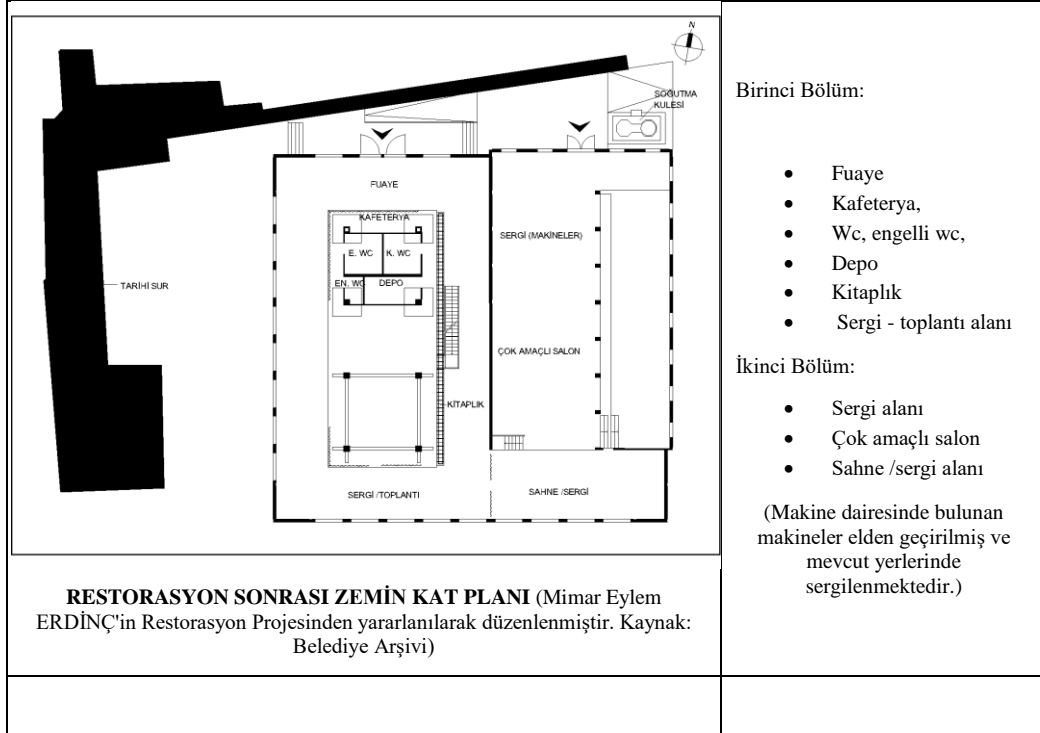 N
SOĞUTMA
KULESİ
FUAYE
KAFETERYA
SERGİ (MAKİNELER)
E. WC K. WC
EN. WC DEPO
TARİHİ SUR
ÇOK AMAÇLI SALON
KİTAPLIK
SERGİ /TOPLANTI
SAHNE /SERGİ
RESTORASYON SONRASI ZEMİN KAT PLANI (Mimar Eylem
ERDİNÇ'in Restorasyon Projesinden yararlanılarak düzenlenmiştir. Kaynak:
Belediye Arşivi)
Birinci Bölüm:
• Fuaye
• Kafeterya,
• Wc, engelli wc,
• Depo
• Kitaplık
• Sergi - toplantı alanı
İkinci Bölüm:
• Sergi alanı
• Çok amaçlı salon
• Sahne /sergi alanı
(Makine dairesinde bulunan
makineler elden geçirilmiş ve
mevcut yerlerinde
sergilenmektedir.)